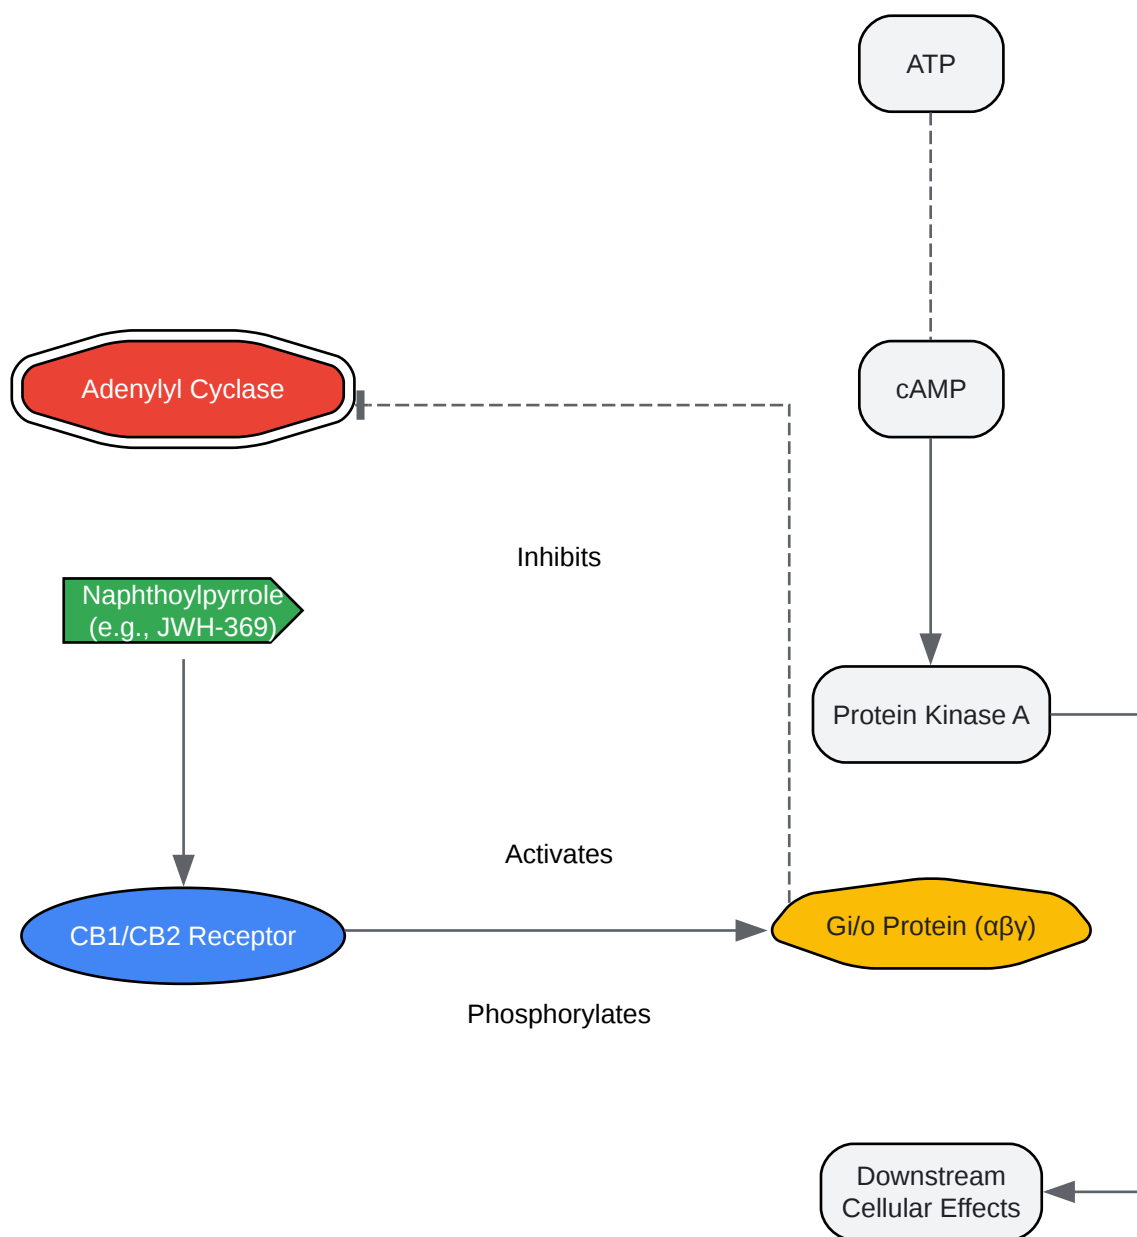 ATP
Adenylyl Cyclase
cAMP
Inhibits
Naphthoylpyrrole
(e.g., JWH-369)
Protein Kinase A
Activates
CB1/CB2 Receptor
Gi/o Protein (αβγ)
Phosphorylates
Downstream
Cellular Effects